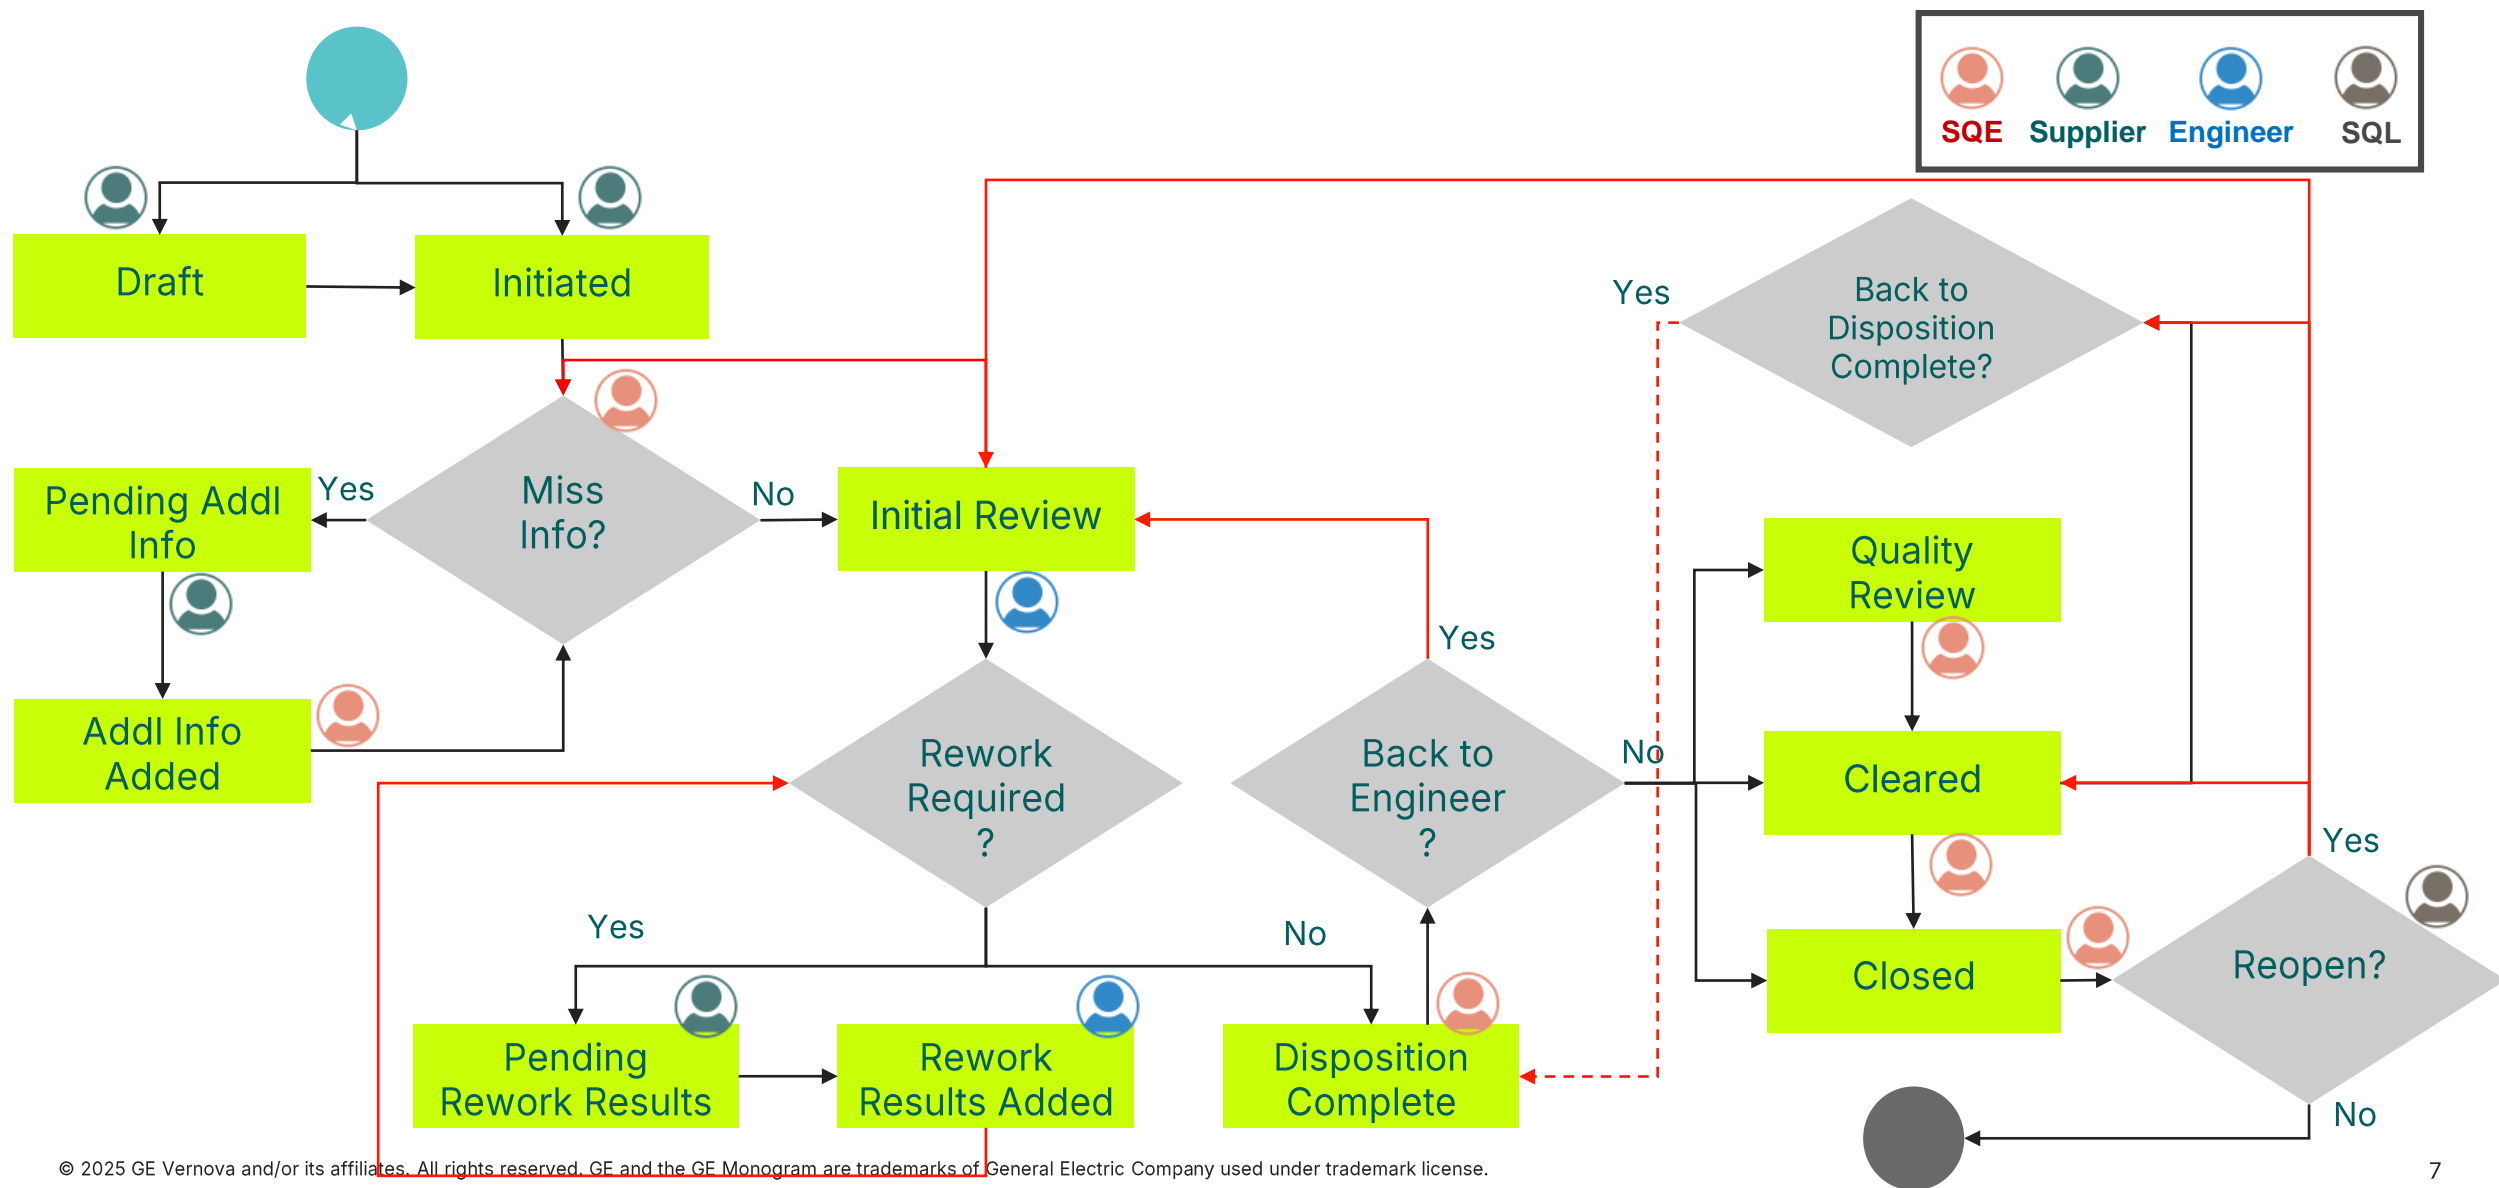 SQE
Supplier
Engineer
SQL
Draft
Initiated
Yes
Back to
Disposition
Complete?
Pending Addl
Info
Yes
Miss
Info?
No
Initial Review
Quality
Review
Yes
Addl Info
Added
Rework
Required
?
Back to
Engineer
?
No
Cleared
Yes
Yes
No
Closed
Reopen?
Pending
Rework Results
Rework
Results Added
Disposition
Complete
No
© 2025 GE Vernova and/or its affiliates. All rights reserved. GE and the GE Monogram are trademarks of General Electric Company used under trademark license.
7